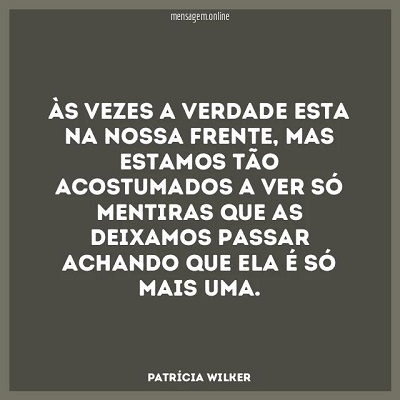 mensagem.online
ÀS VEZES A VERDADE ESTA
NA NOSSA FRENTE, MAS
ESTAMOS TÃO
ACOSTUMADOS A VER SÓ
MENTIRAS QUE AS
DEIXAMOS PASSAR
ACHANDO QUE ELA É SÓ
MAIS UMA.
PATRÍCIA WILKER